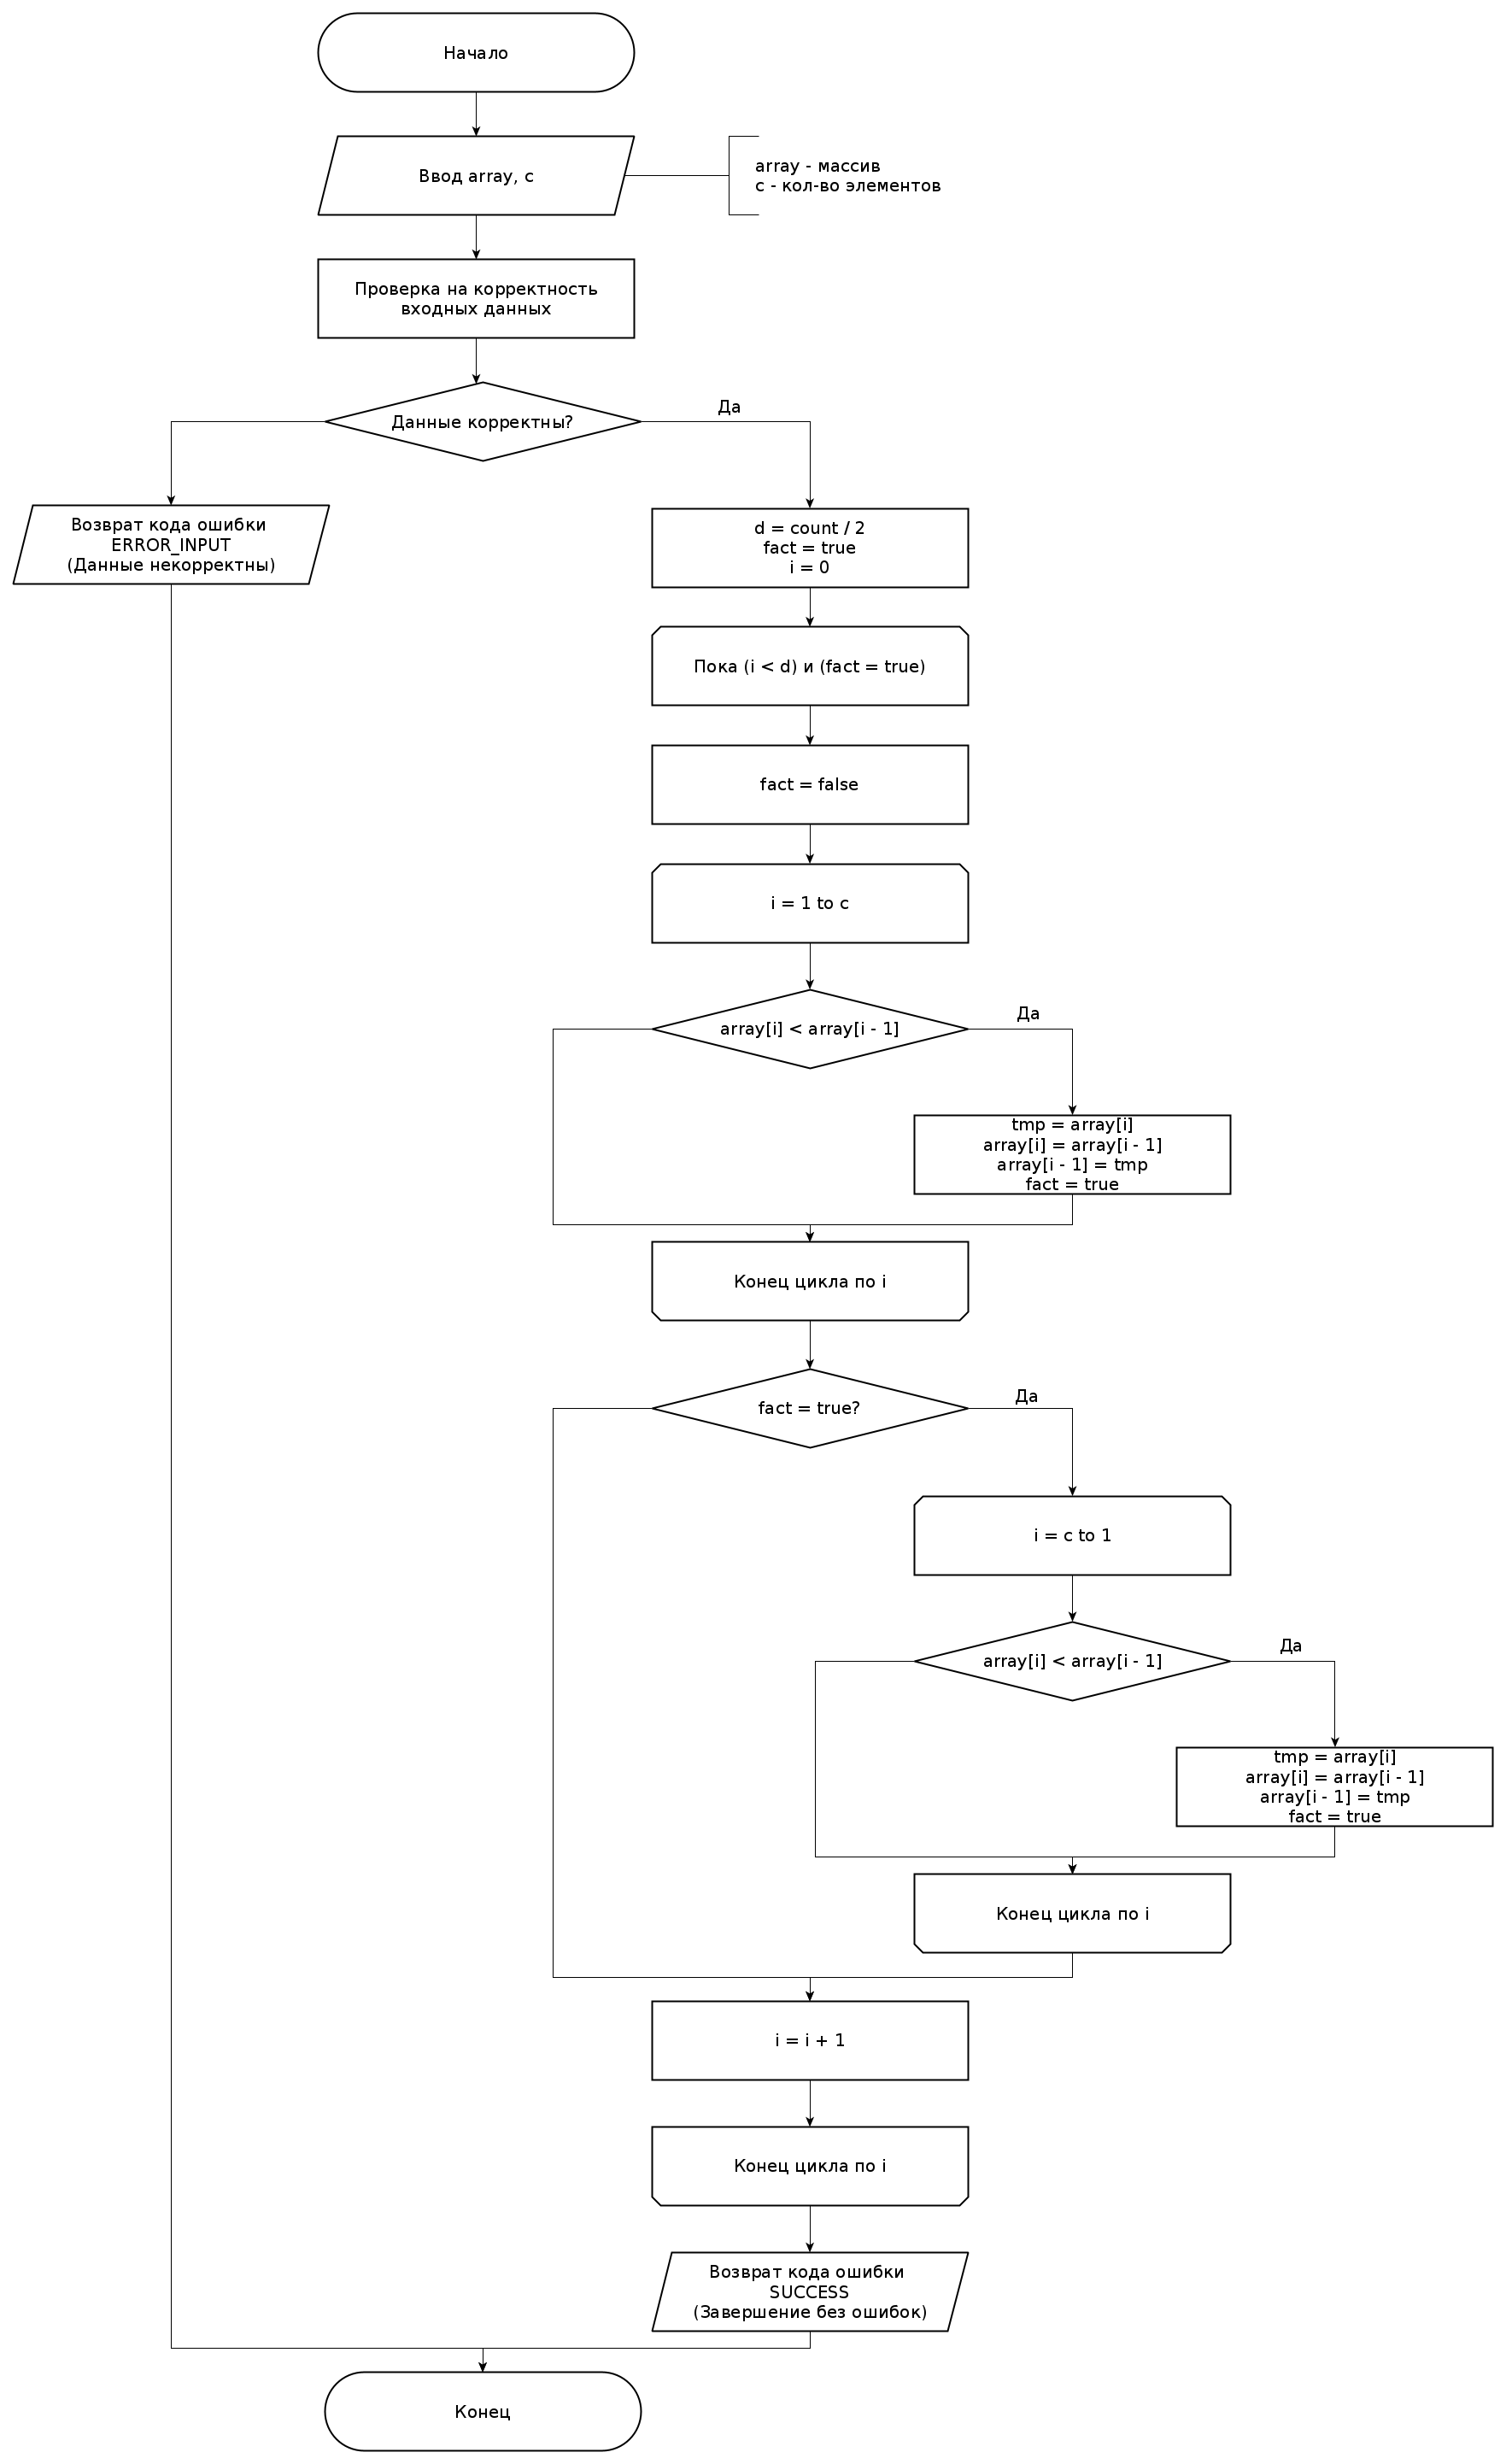 Начало
Ввод array, c
array - массив
c - кол-во элементов
Проверка на корректность
входных данных
Данные корректны?
Да
Возврат кода ошибки
ERROR_INPUT
(Данные некорректны)
d = count / 2
fact = true
i = 0
Пока (i < d) и (fact = true)
fact = false
i = 1 to c
array[i] < array[i - 1]
Да
tmp = array[i]
array[i] = array[i - 1]
array[i - 1] = tmp
fact = true
Конец цикла по i
fact = true?
Да
i = c to 1
array[i] < array[i - 1]
Да
tmp = array[i]
array[i] = array[i - 1]
array[i - 1] = tmp
fact = true
Конец цикла по i
i = i + 1
Конец цикла по i
Возврат кода ошибки
SUCCESS
(Завершение без ошибок)
Конец